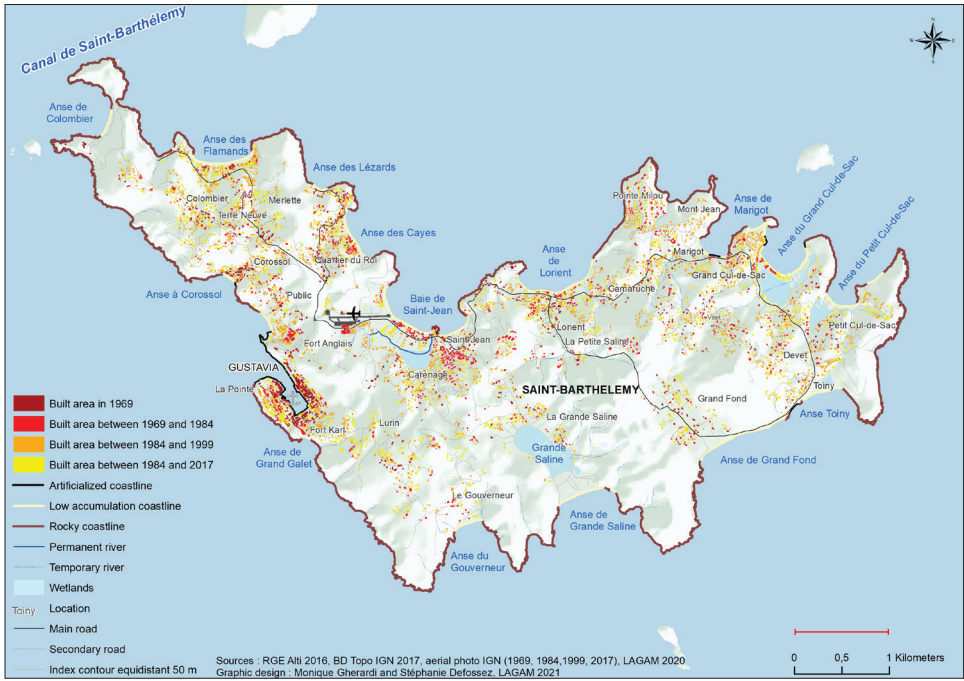 Canal de Saint-Barthélemy
N
W
E
S
Anse de
Colombier
Anse des
Flamands
Anse des Lézards
Colombier
Merlette
Terre Neuve
Anse des Cayes
Corossol
Quartier du Roi
Anse à Corossol
Public
Baie de
Saint-Jean
Fort Anglais
Saint-Jean
Carénage
Anse
de
Lorient
Pointe Milou
Mont Jean
Anse de
Marigot
Anse du Grand Cul-de-Sac
Anse du Petit Cul-de-Sac
Marigot
Grand Cul-de-Sac
Camaruche
Lorient
La Petite Saline
Vitet
Petit Cul-de-Sac
Devet
Toiny
GUSTAVIA
La Pointe
SAINT-BARTHELEMY
Grand Fond
Anse Toiny
La Grande Saline
Lurin
Fort Karl
Anse de
Grand Galet
Grande
Saline
Anse de Grand Fond
Le Gouverneur
Anse de
Grande Saline
Anse du
Gouverneur
Built area in 1969
Built area between 1969 and 1984
Built area between 1984 and 1999
Built area between 1984 and 2017
Artificialized coastline
Low accumulation coastline
Rocky coastline
Permanent river
Temporary river
Wetlands
Toiny Location
Main road
Secondary road
Index contour equidistant 50 m
Sources : RGE Alti 2016, BD Topo IGN 2017, aerial photo IGN (1969, 1984,1999, 2017), LAGAM 2020
Graphic design : Monique Gherardi and Stéphanie Defossez, LAGAM 2021
0 0,5 1 Kilometers